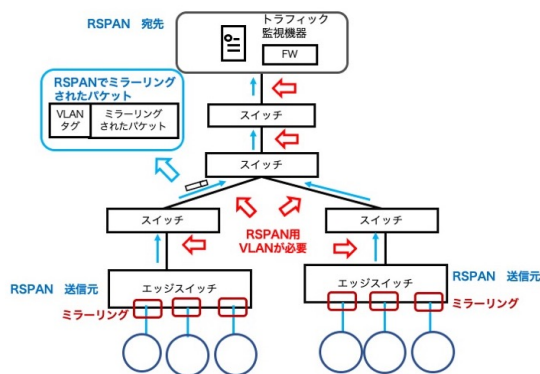 RSPAN 宛先
トラフィック
監視機器
FW
RSPANでミラーリング
されたパケット
VLAN
タグ
ミラーリング
されたパケット
スイッチ
スイッチ
スイッチ
スイッチ
RSPAN用
VLANが必要
RSPAN 送信元
エッジスイッチ
エッジスイッチ
RSPAN 送信元
ミラーリング
ミラーリング